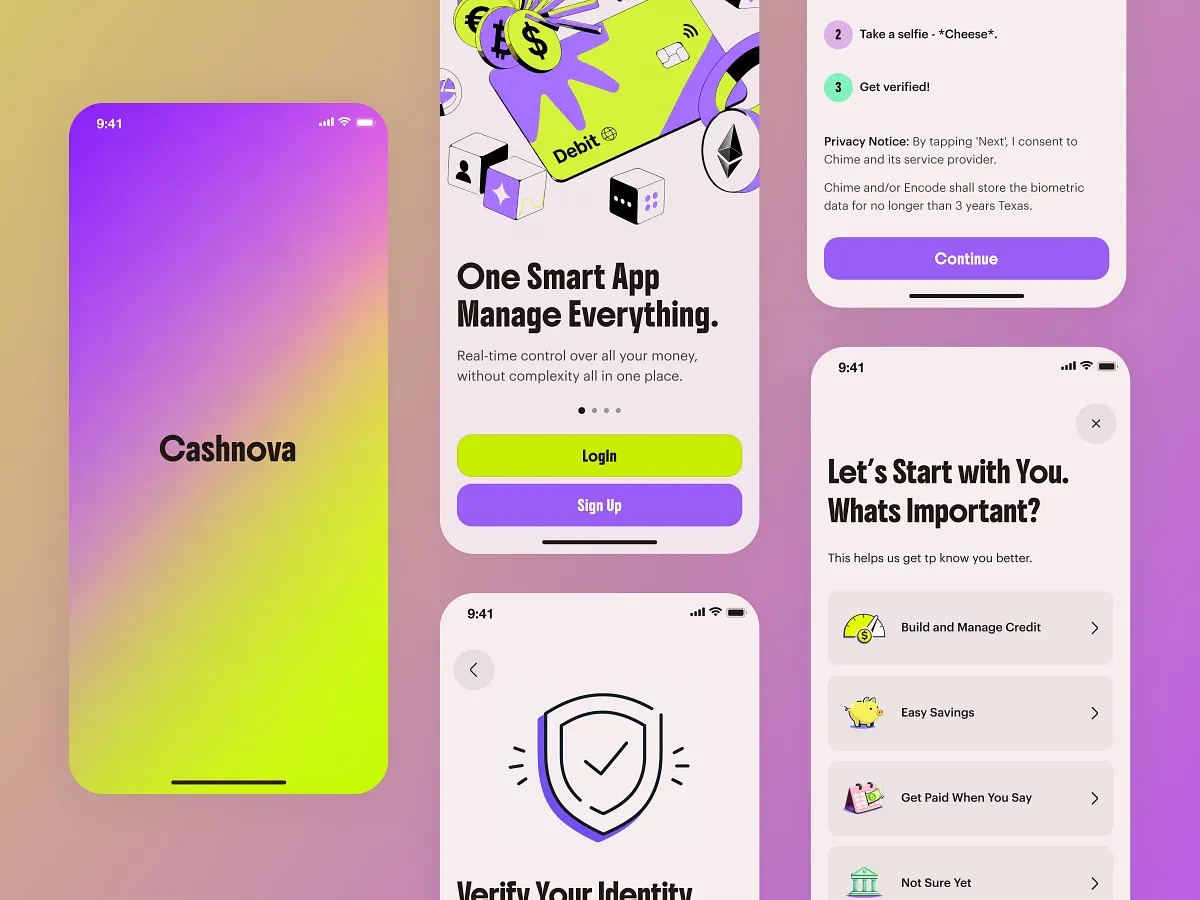 9:41
Cashnova
Debit
One Smart App
Manage Everything.
Real-time control over all your money,
without complexity all in one place.
LogIn
Sign Up
9:41
Verify Your Identity
2 Take a selfie - *Cheese*.
3 Get verified!
Privacy Notice: By tapping 'Next', I consent to
Chime and its service provider.
Chime and/or Encode shall store the biometric
data for no longer than 3 years Texas.
Continue
9:41
Let's Start with You.
Whats Important?
This helps us get tp know you better.
Build and Manage Credit
Easy Savings
Get Paid When You Say
Not Sure Yet